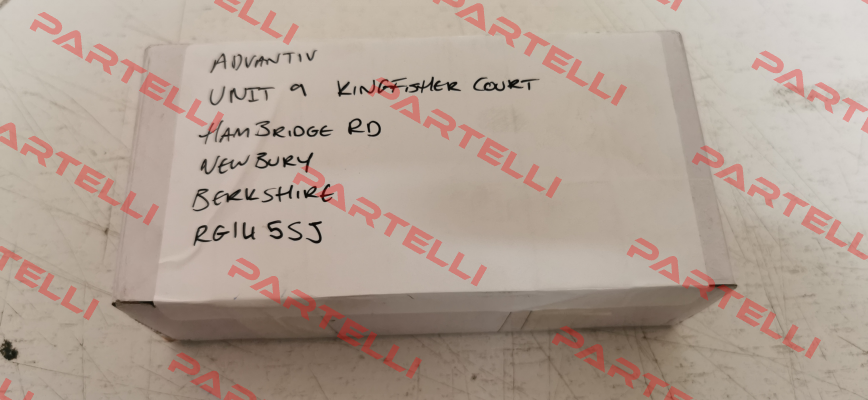 ADVANTIV
UNIT 9 KINGFISHER COURT
HAMBRIDGE RD
NEWBURY
BERKSHIRE
RG14 5SJ
PARTELLI